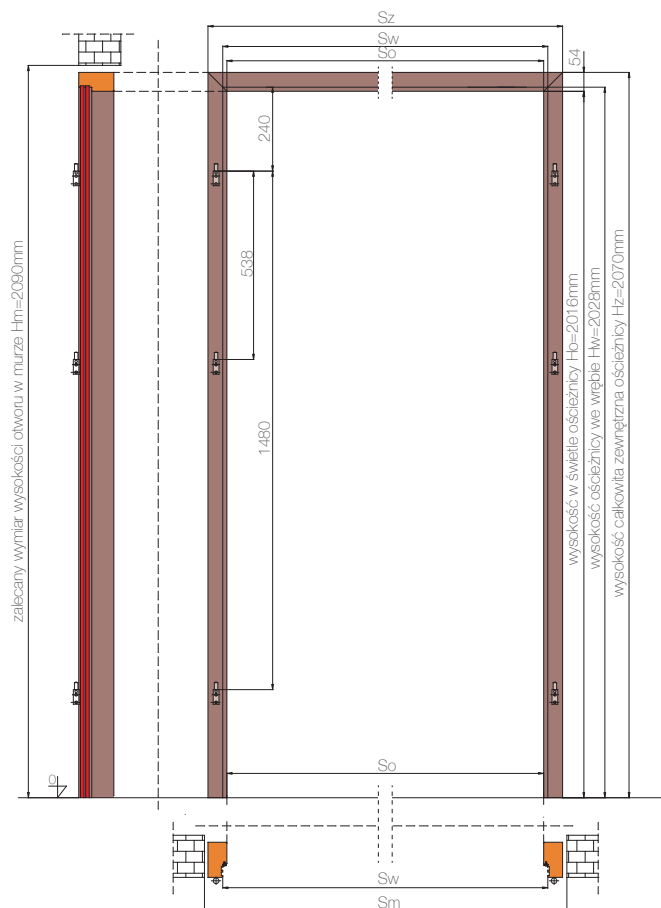 Sz
Sw
So
54
240
538
1480
zalecany wymiar wysokości otworu w murze Hm=2090mm
wysokość w świetle ościeżnicy Ho=2016mm
wysokość ościeżnicy we wrębie Hw=2028mm
wysokość całkowita zewnętrzna ościeżnicy Hz=2070mm
0
So
Sw
Sm